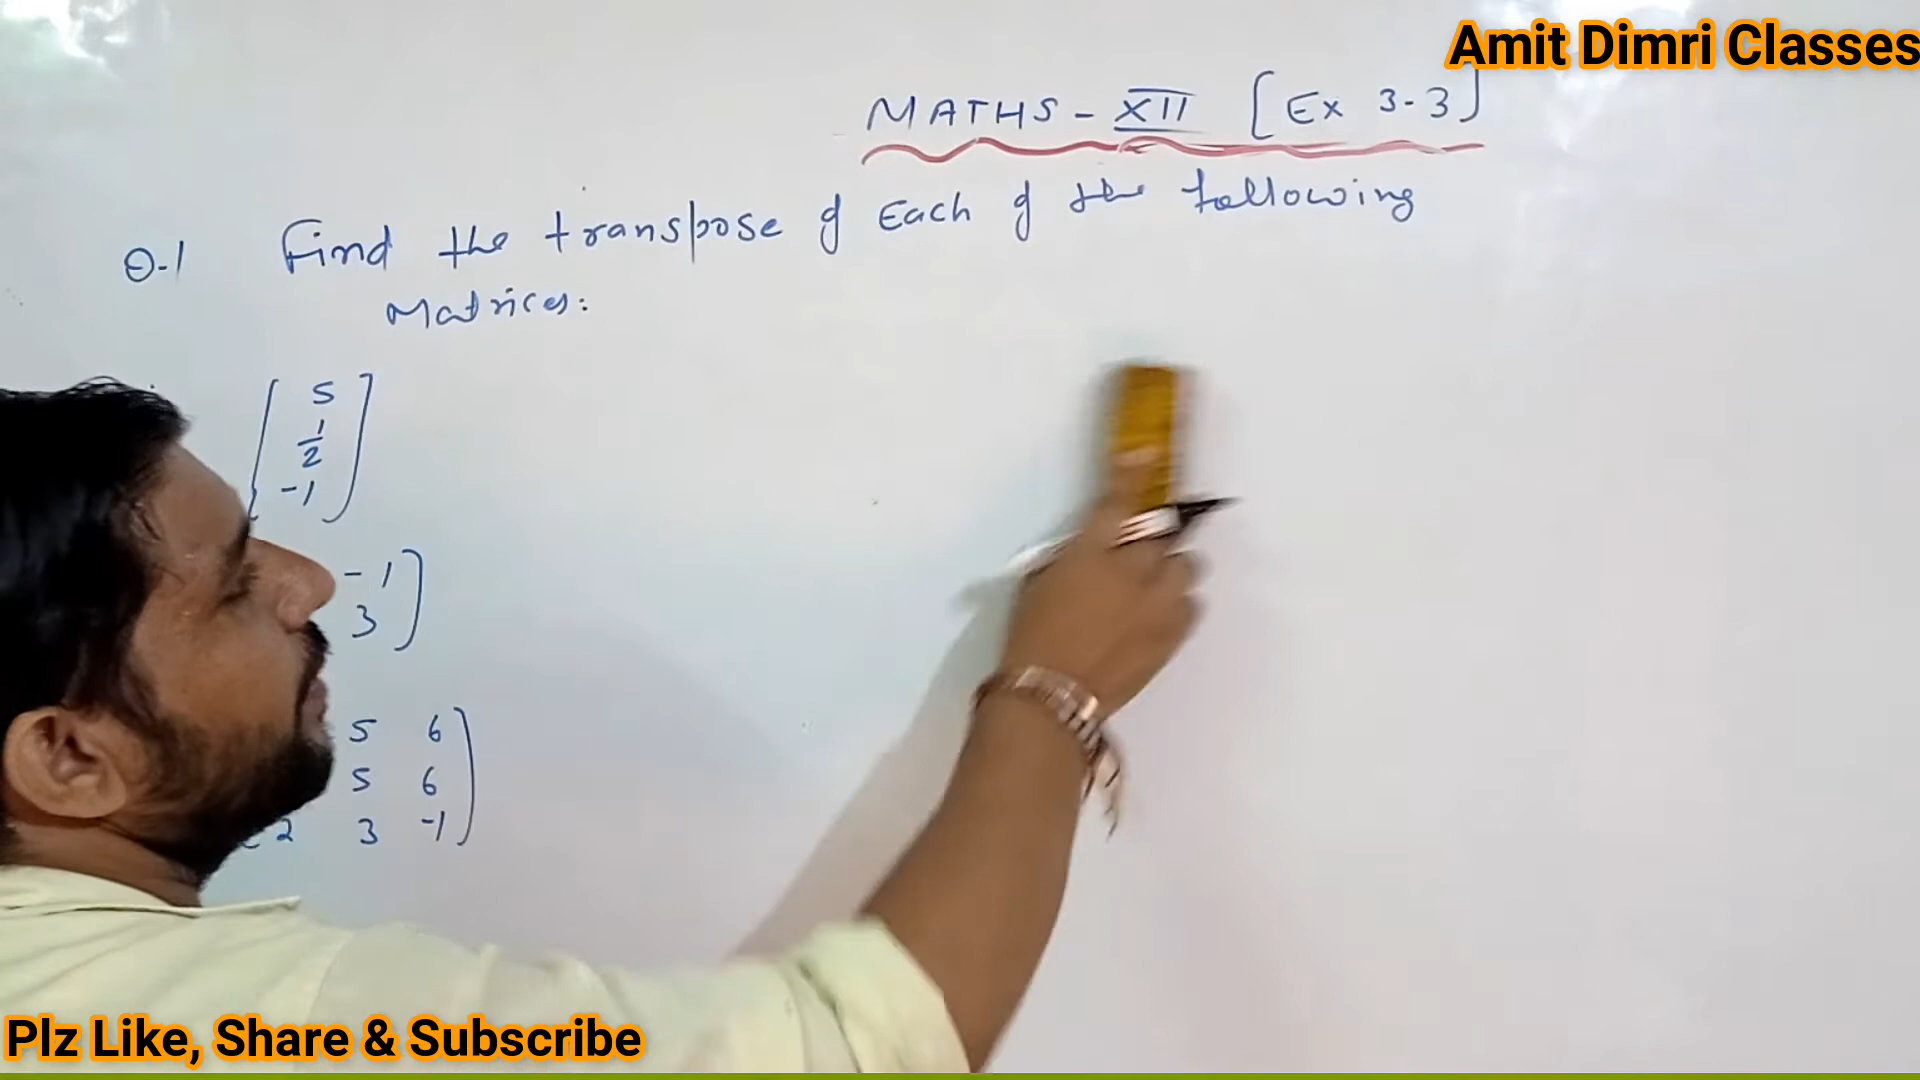 Amit Dimri Classes
MATHS - XII [Ex 3.3]
Q.1 Find the transpose of Each of the following
Matrices:
5
1/2
-1
-1
3
5 6
5 6
2 3 -1
Plz Like, Share & Subscribe